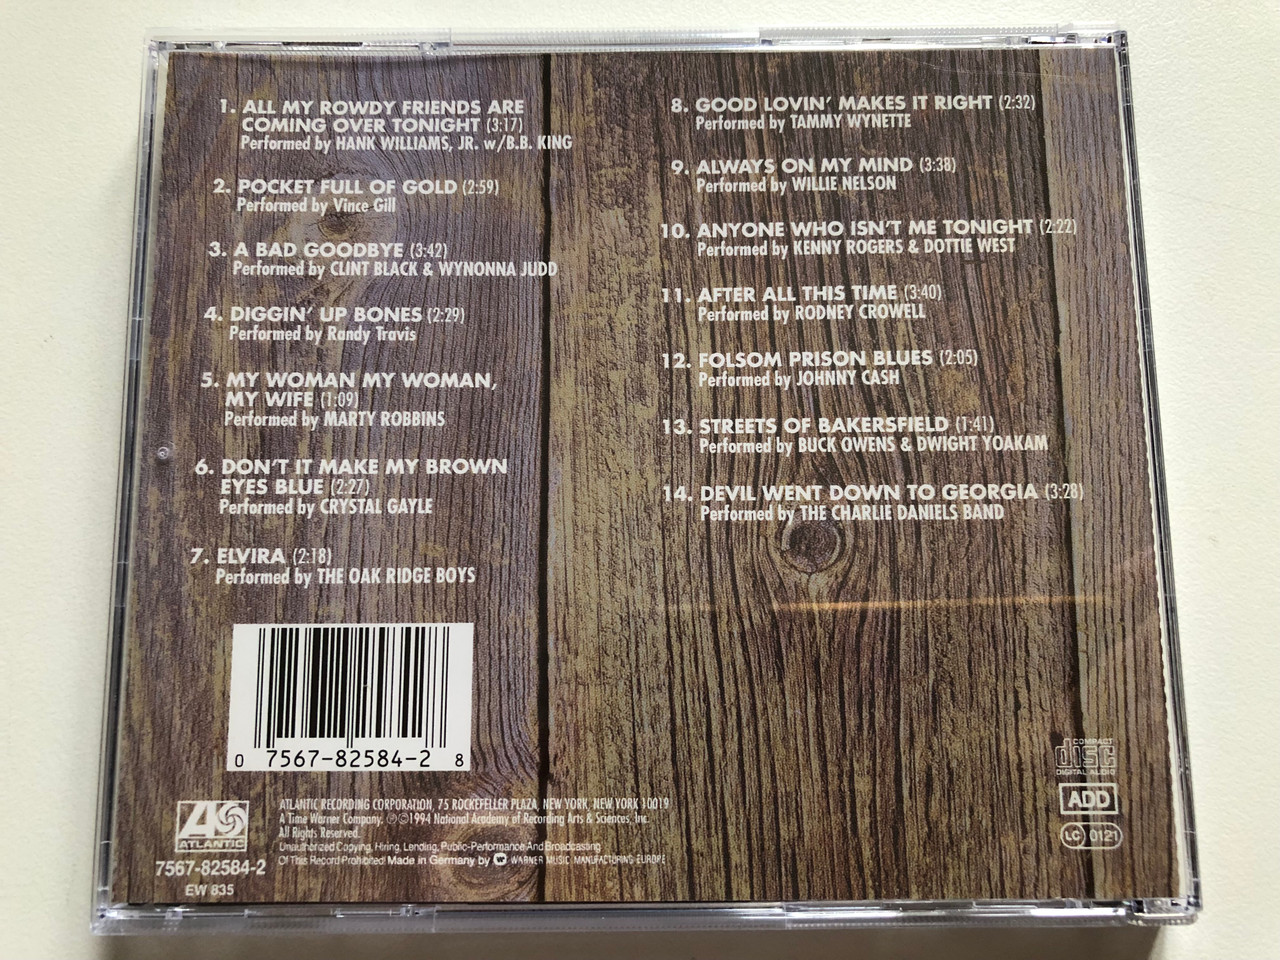 1. ALL MY ROWDY FRIENDS ARE
COMING OVER TONIGHT (3:17)
Performed by HANK WILLIAMS, JR. w/B.B. KING
2. POCKET FULL OF GOLD (2:59)
Performed by Vince Gill
3. A BAD GOODBYE (3:42)
Performed by CLINT BLACK & WYNONNA JUDD
4. DIGGIN' UP BONES (2:29)
Performed by Randy Travis
5. MY WOMAN MY WOMAN,
MY WIFE (1:09)
Performed by MARTY ROBBINS
6. DON'T IT MAKE MY BROWN
EYES BLUE (2:27)
Performed by CRYSTAL GAYLE
7. ELVIRA (2:18)
Performed by THE OAK RIDGE BOYS
8. GOOD LOVIN' MAKES IT RIGHT (2:32)
Performed by TAMMY WYNETTE
9. ALWAYS ON MY MIND (3:38)
Performed by WILLIE NELSON
10. ANYONE WHO ISN'T ME TONIGHT (2:22)
Performed by KENNY ROGERS & DOTTIE WEST
11. AFTER ALL THIS TIME (3:40)
Performed by RODNEY CROWELL
12. FOLSOM PRISON BLUES (2:05)
Performed by JOHNNY CASH
13. STREETS OF BAKERSFIELD (1:41)
Performed by BUCK OWENS & DWIGHT YOAKAM
14. DEVIL WENT DOWN TO GEORGIA (3:28)
Performed by THE CHARLIE DANIELS BAND
0 7567-82584-2 8
ATLANTIC
7567-82584-2
EW 835
ATLANTIC RECORDING CORPORATION, 75 ROCKEFELLER PLAZA, NEW YORK, NEW YORK 10019
A Time Warner Company. ℗©1994 National Academy of Recording Arts & Sciences, Inc.
All Rights Reserved.
Unauthorized Copying, Hiring, Lending, Public-Performance And Broadcasting
Of This Record Prohibited! Made in Germany by WARNER MUSIC MANUFACTURING EUROPE
COMPACT
disc
DIGITAL AUDIO
ADD
LC 0121